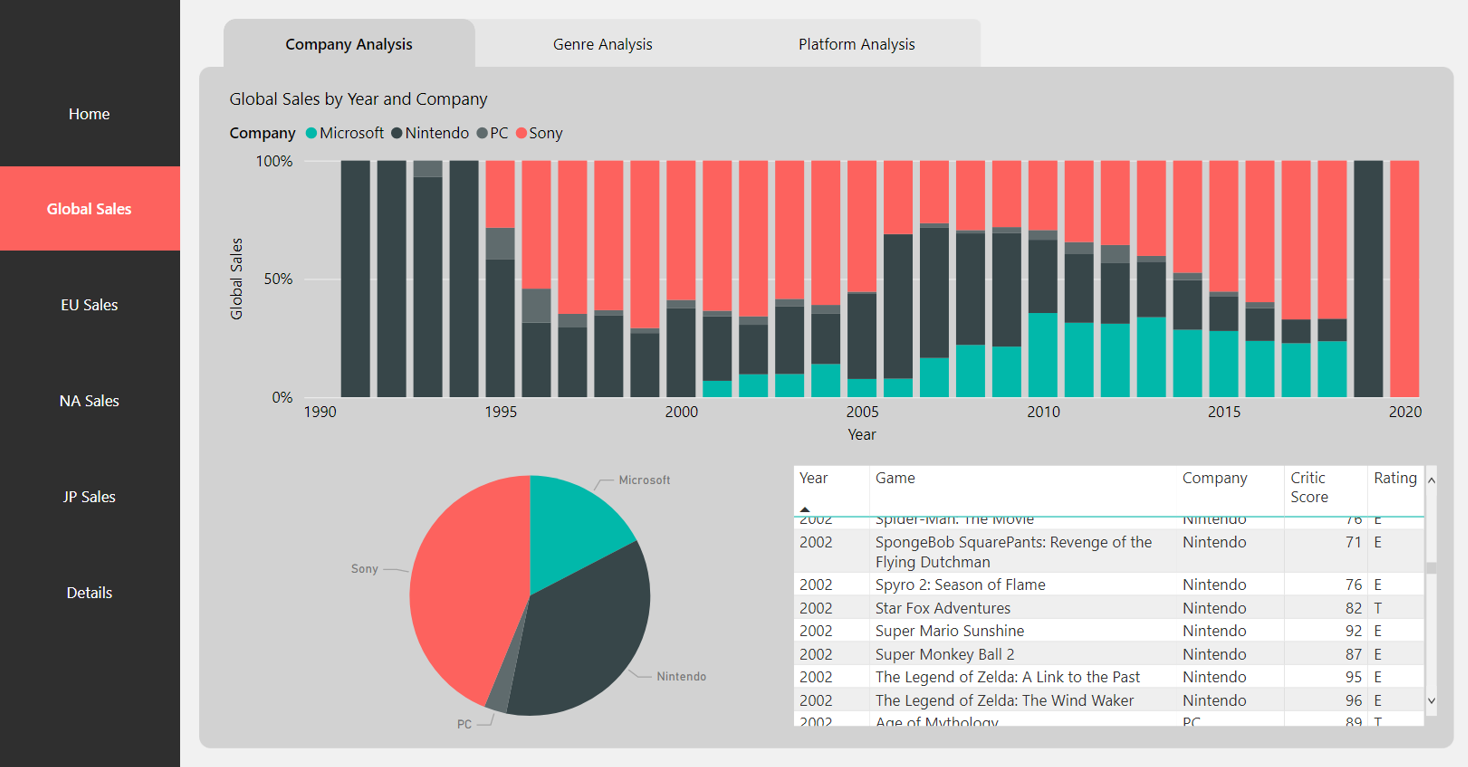 Company Analysis Genre Analysis Platform Analysis
Home
Global Sales
EU Sales
NA Sales
JP Sales
Details
Global Sales by Year and Company
Company Microsoft Nintendo PC Sony
100%
50%
0%
Global Sales
1990 1995 2000 2005 2010 2015 2020
Year
Microsoft
Sony
Nintendo
PC
Year Game Company Critic Score Rating
2002 Spider-Man: The Movie Nintendo 76 E
2002 SpongeBob SquarePants: Revenge of the Nintendo 71 E
Flying Dutchman
2002 Spyro 2: Season of Flame Nintendo 76 E
2002 Star Fox Adventures Nintendo 82 T
2002 Super Mario Sunshine Nintendo 92 E
2002 Super Monkey Ball 2 Nintendo 87 E
2002 The Legend of Zelda: A Link to the Past Nintendo 95 E
2002 The Legend of Zelda: The Wind Waker Nintendo 96 E
2002 Age of Mythology PC 89 T